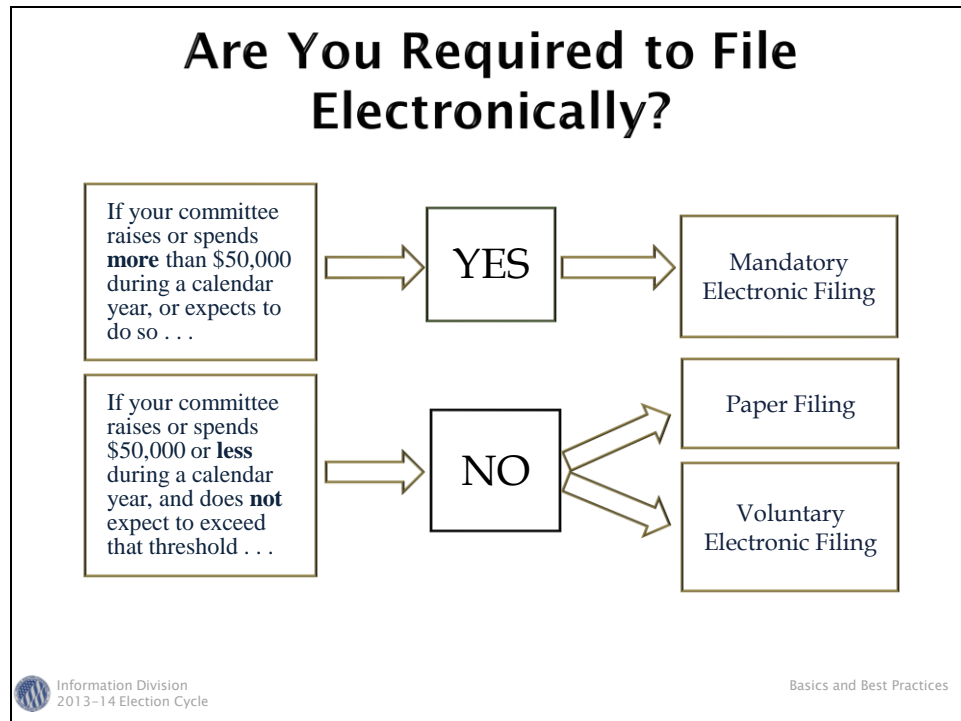 Are You Required to File
Electronically?
If your committee
raises or spends
more than $50,000
during a calendar
year, or expects to
do so . . .
YES
Mandatory
Electronic Filing
If your committee
raises or spends
$50,000 or less
during a calendar
year, and does not
expect to exceed
that threshold . . .
NO
Paper Filing
Voluntary
Electronic Filing
Information Division
2013-14 Election Cycle
Basics and Best Practices